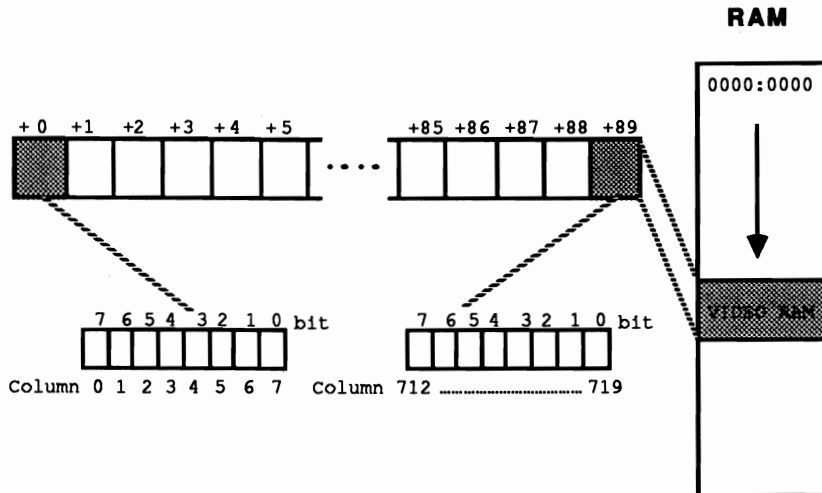 RAM
0000:0000
+ 0 +1 +2 +3 +4 +5 .... +85 +86 +87 +88 +89
VIDEO RAM
7 6 5 4 3 2 1 0 bit
Column 0 1 2 3 4 5 6 7
7 6 5 4 3 2 1 0 bit
Column 712 ................................ 719